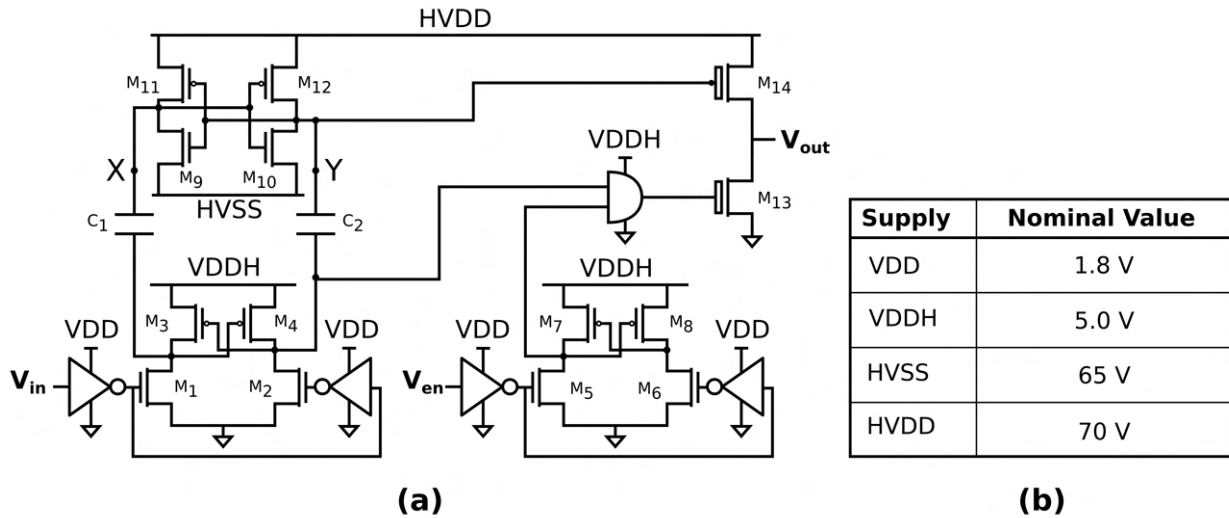 HVDD
M11
M12
M14
VDDH
Vout
X
Y
M9
M10
M13
HVSS
C1
C2
VDDH
VDDH
M3
M4
M7
M8
VDD
VDD
VDD
VDD
Vin
M1
M2
Ven
M5
M6
(a)
Supply Nominal Value
VDD 1.8 V
VDDH 5.0 V
HVSS 65 V
HVDD 70 V
(b)